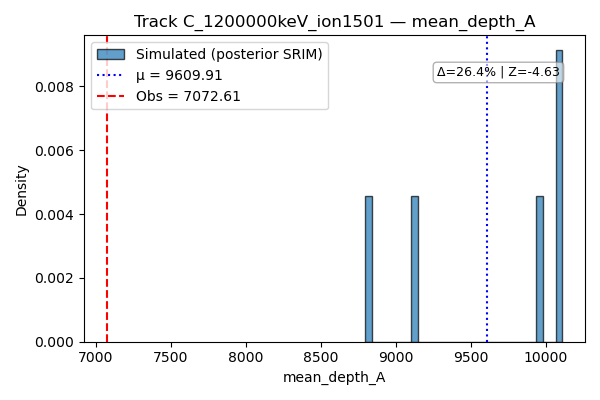 Track C_1200000keV_ion1501 — mean_depth_A
Simulated (posterior SRIM)
μ = 9609.91
Obs = 7072.61
Δ=26.4% | Z=-4.63
Density
0.008
0.006
0.004
0.002
0.000
7000 7500 8000 8500 9000 9500 10000
mean_depth_A